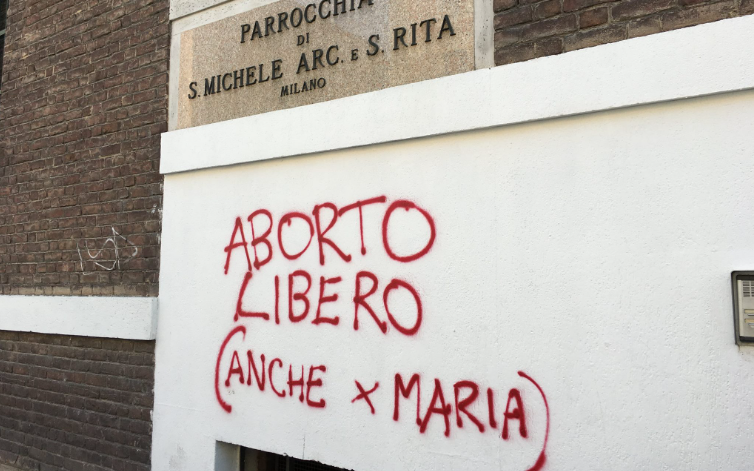 PARROCCHIA
DI
S. MICHELE ARC. E S. RITA
MILANO
ABORTO
LIBERO
(ANCHE × MARIA)